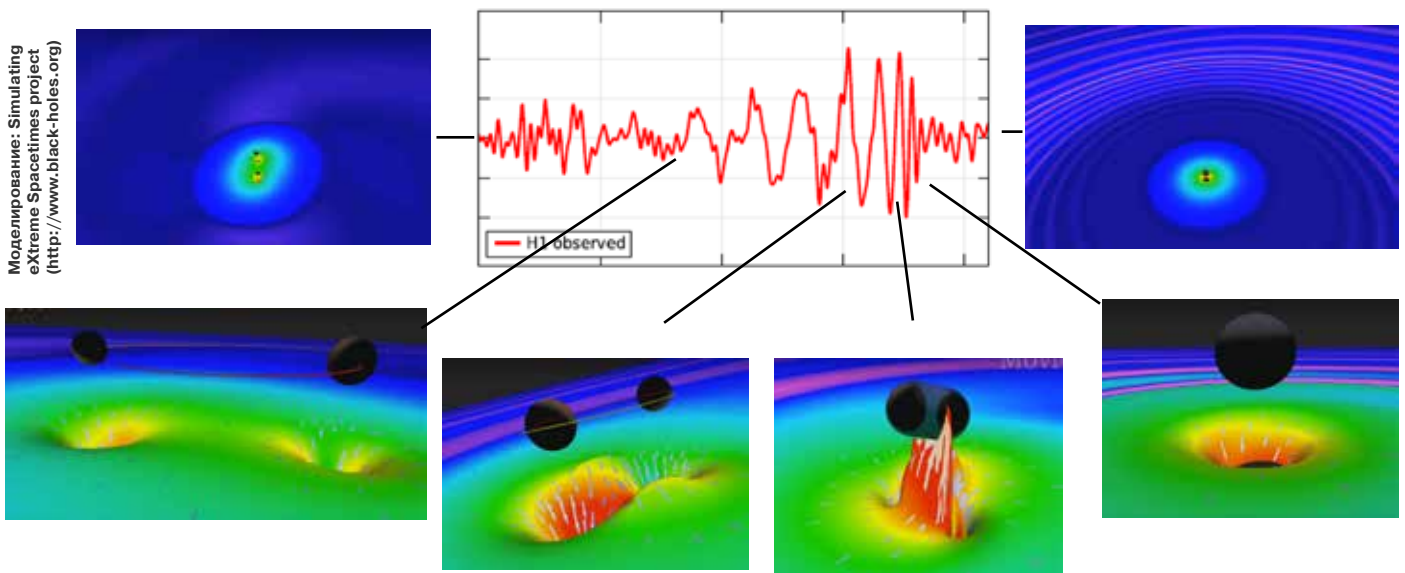 Моделирование: Simulating
eXtreme Spacetimes project
(http://www.black-holes.org)
H1 observed